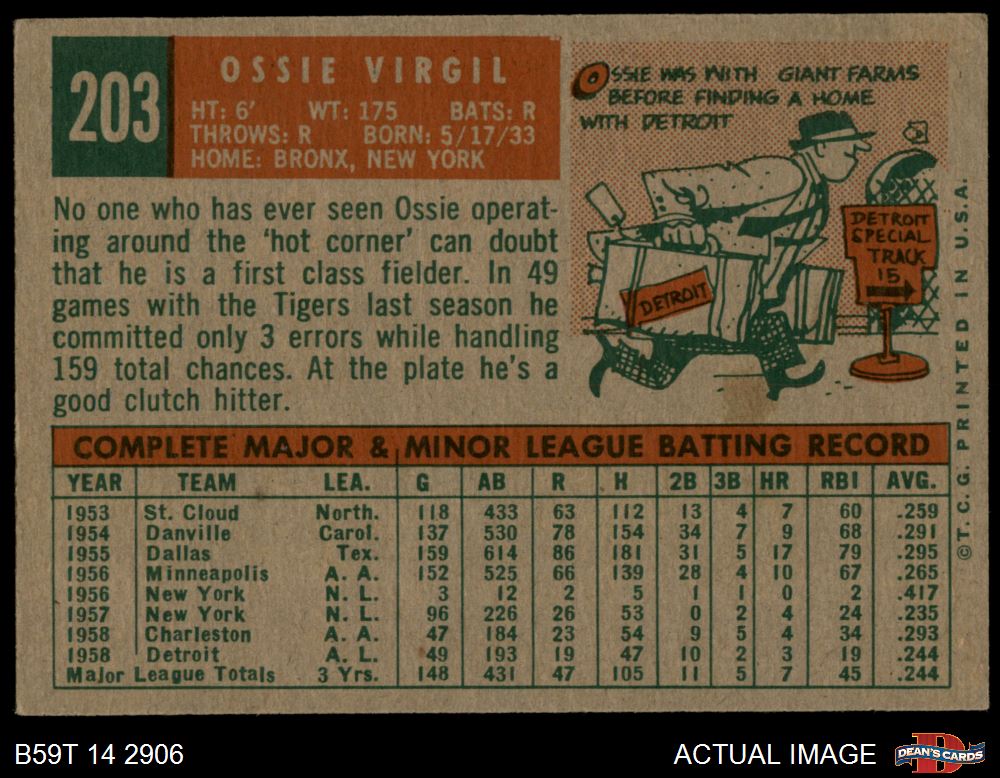 203
OSSIE VIRGIL
HT: 6' WT: 175 BATS: R
THROWS: R BORN: 5/17/33
HOME: BRONX, NEW YORK
OSSIE WAS WITH GIANT FARMS
BEFORE FINDING A HOME
WITH DETROIT
DETROIT
SPECIAL
TRACK
15
DETROIT
No one who has ever seen Ossie operat-
ing around the 'hot corner' can doubt
that he is a first class fielder. In 49
games with the Tigers last season he
committed only 3 errors while handling
159 total chances. At the plate he's a
good clutch hitter.
COMPLETE MAJOR & MINOR LEAGUE BATTING RECORD
YEAR TEAM LEA. G AB R H 2B 3B HR RBI AVG.
1953 St. Cloud North. 118 433 63 112 13 4 7 60 .259
1954 Danville Carol. 137 530 78 154 34 7 9 68 .291
1955 Dallas Tex. 159 614 86 181 31 5 17 79 .295
1956 Minneapolis A. A. 152 525 66 139 28 4 10 67 .265
1956 New York N. L. 3 12 2 5 1 1 0 2 .417
1957 New York N. L. 96 226 26 53 0 2 4 24 .235
1958 Charleston A. A. 47 184 23 54 9 5 4 34 .293
1958 Detroit A. L. 49 193 19 47 10 2 3 19 .244
Major League Totals 3 Yrs. 148 431 47 105 11 5 7 45 .244
©T. C. G. PRINTED IN U.S.A.
B59T 14 2906
ACTUAL IMAGE
DEAN'S CARDS